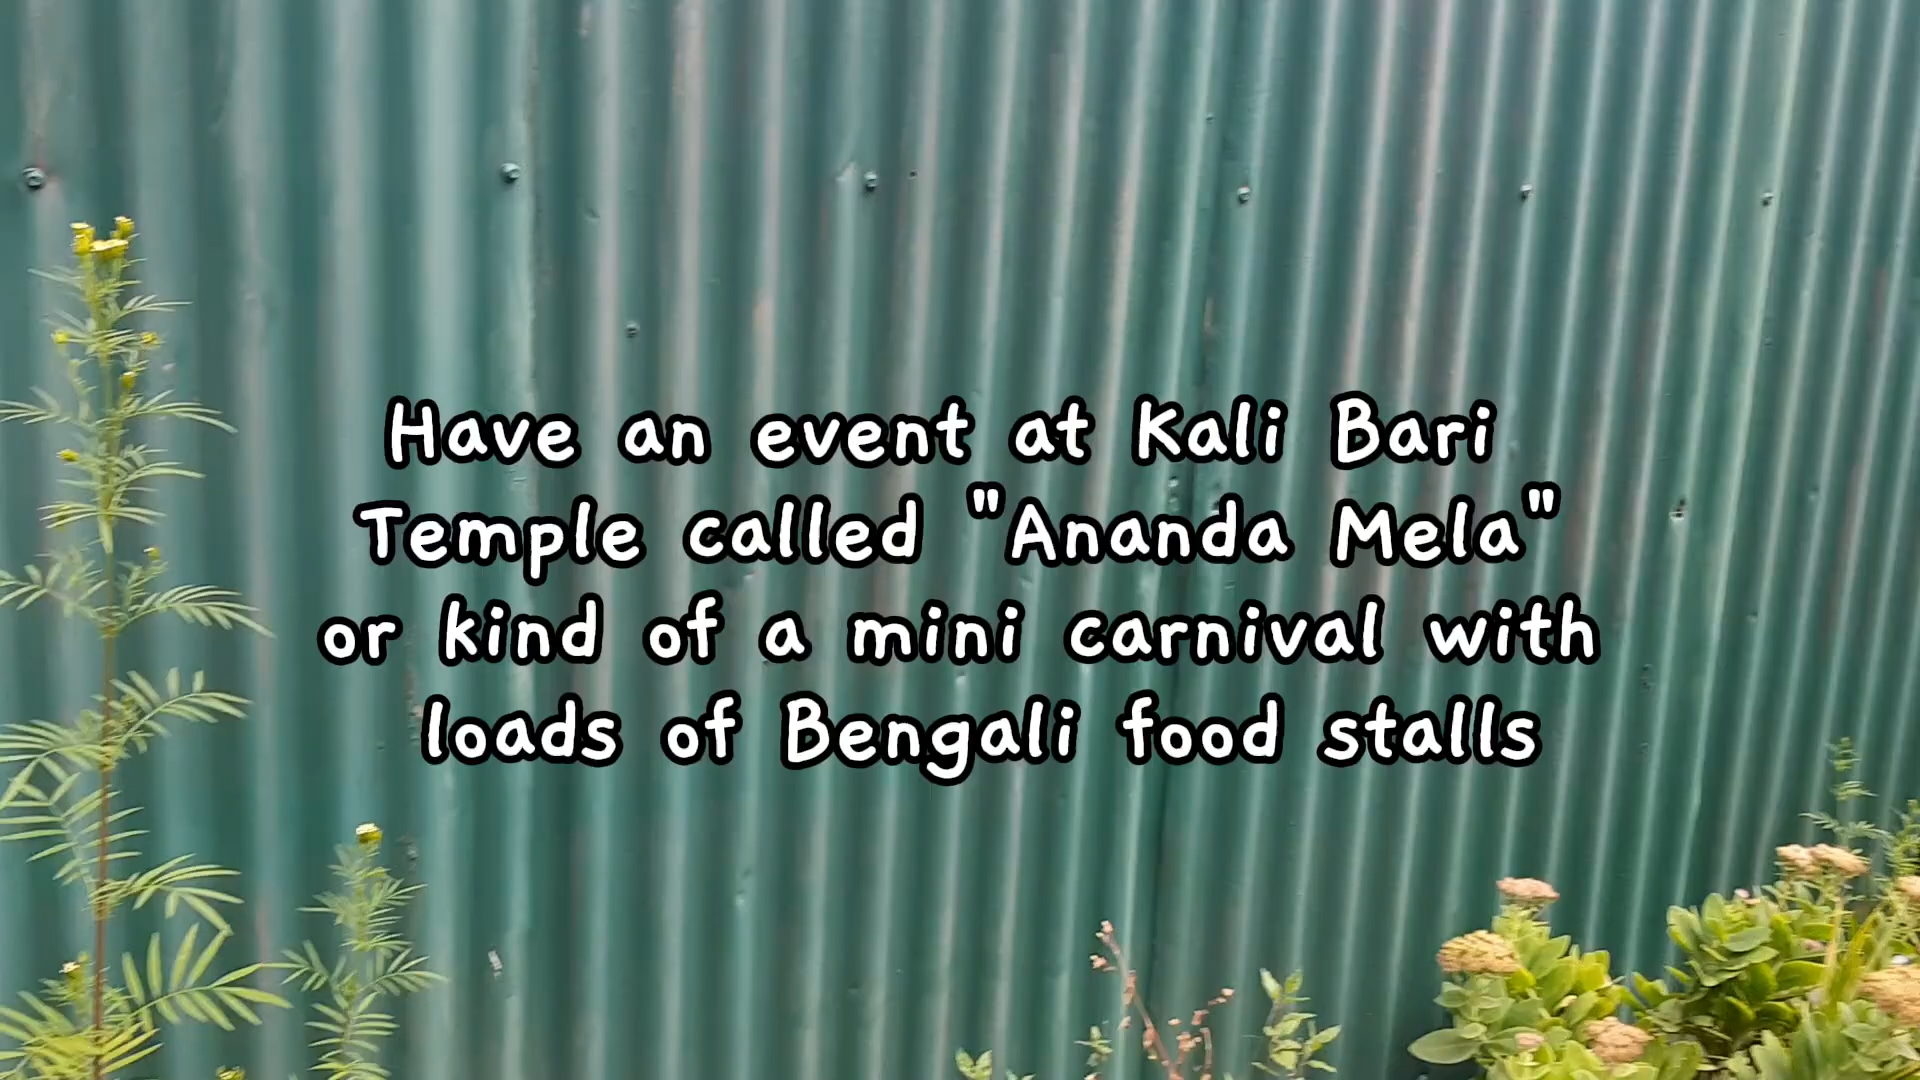 Have an event at Kali Bari
Temple called "Ananda Mela"
or kind of a mini carnival with
loads of Bengali food stalls